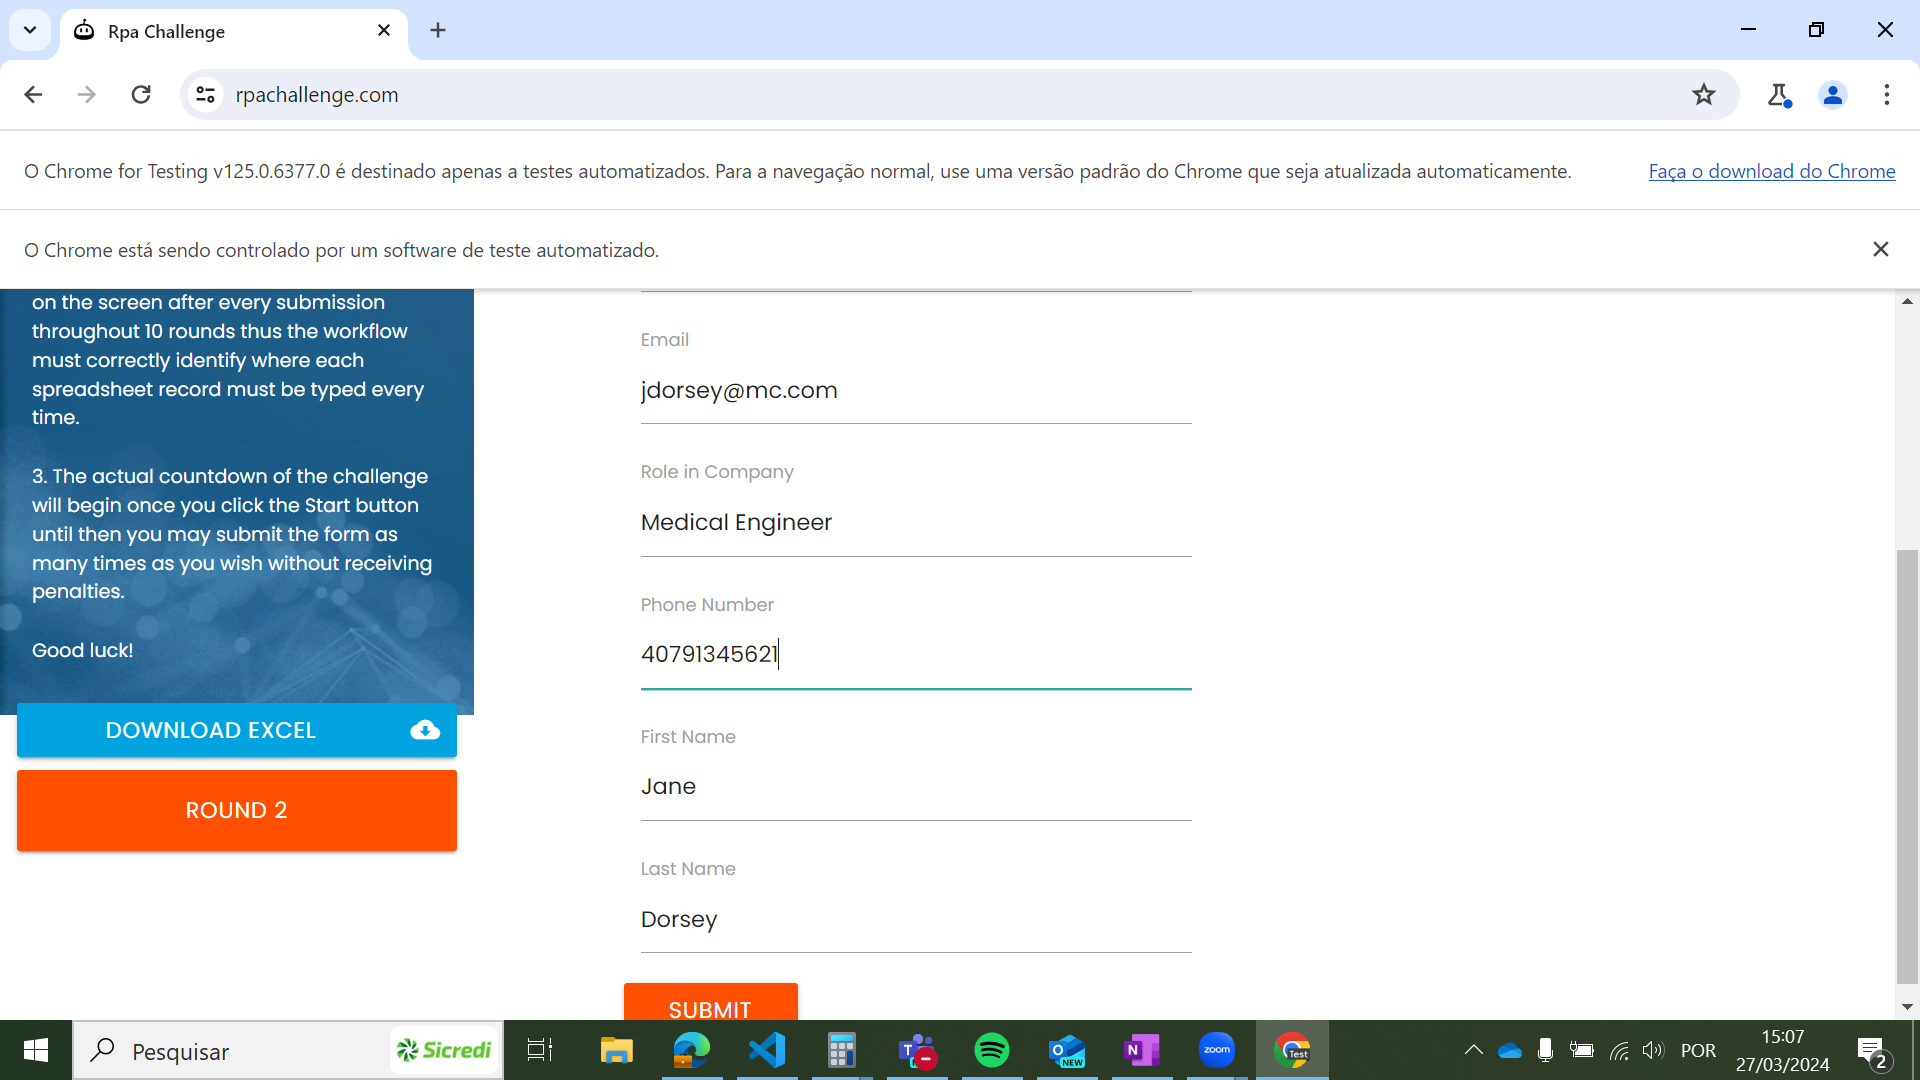 Rpa Challenge
rpachallenge.com
O Chrome for Testing v125.0.6377.0 é destinado apenas a testes automatizados. Para a navegação normal, use uma versão padrão do Chrome que seja atualizada automaticamente.
Faça o download do Chrome
O Chrome está sendo controlado por um software de teste automatizado.
on the screen after every submission
throughout 10 rounds thus the workflow
must correctly identify where each
spreadsheet record must be typed every
time.
3. The actual countdown of the challenge
will begin once you click the Start button
until then you may submit the form as
many times as you wish without receiving
penalties.
Good luck!
DOWNLOAD EXCEL
ROUND 2
Email
jdorsey@mc.com
Role in Company
Medical Engineer
Phone Number
40791345621
First Name
Jane
Last Name
Dorsey
SUBMIT
Pesquisar
Sicredi
NEW
N
zoom
Test
POR
15:07
27/03/2024
2